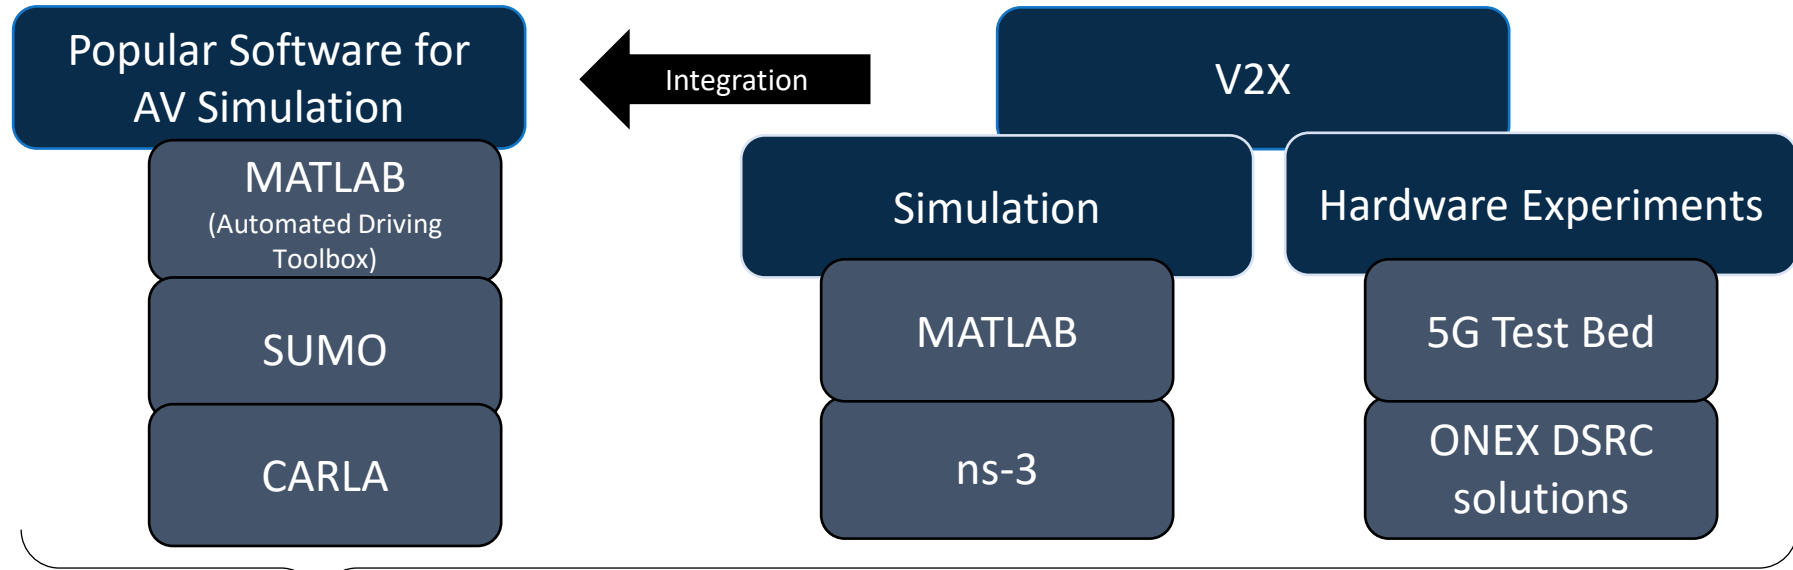 Popular Software for
AV Simulation
MATLAB
(Automated Driving
Toolbox)
SUMO
CARLA
Integration
V2X
Simulation
MATLAB
ns-3
Hardware Experiments
5G Test Bed
ONEX DSRC
solutions